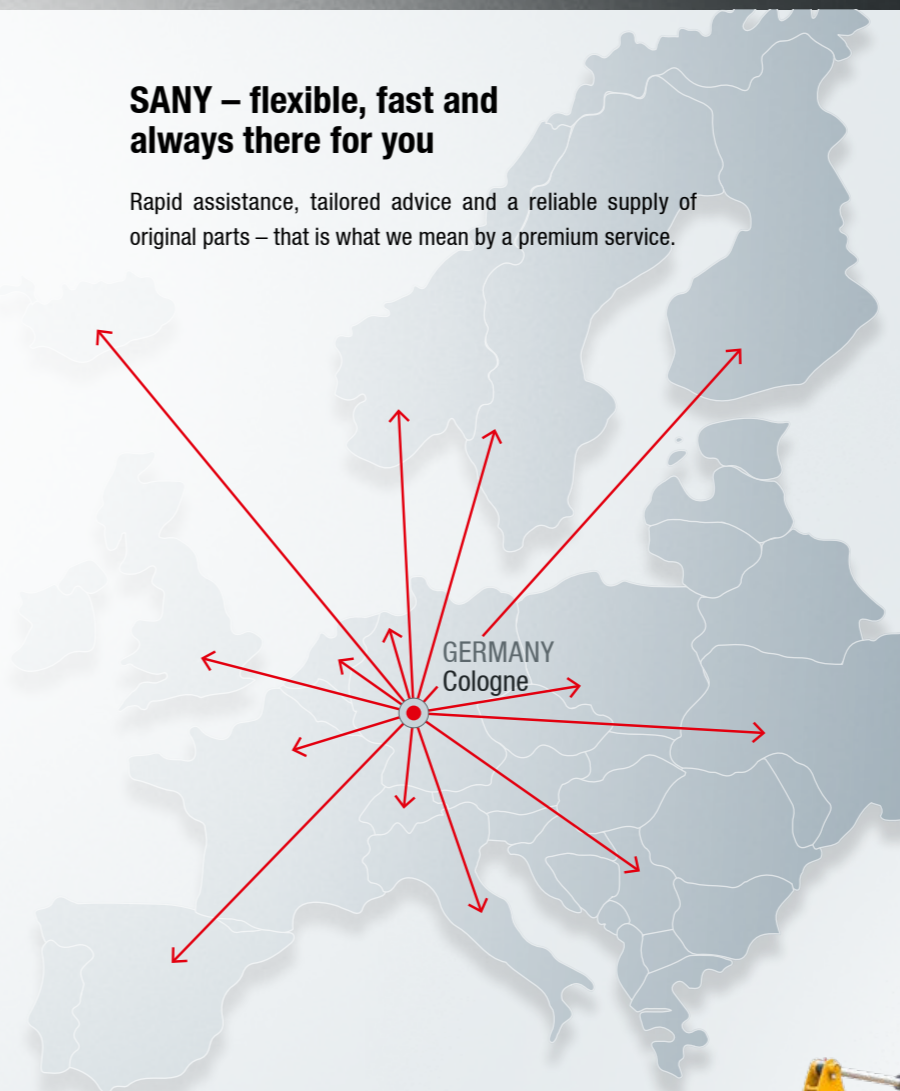 SANY – flexible, fast and
always there for you
Rapid assistance, tailored advice and a reliable supply of
original parts – that is what we mean by a premium service.
GERMANY
Cologne